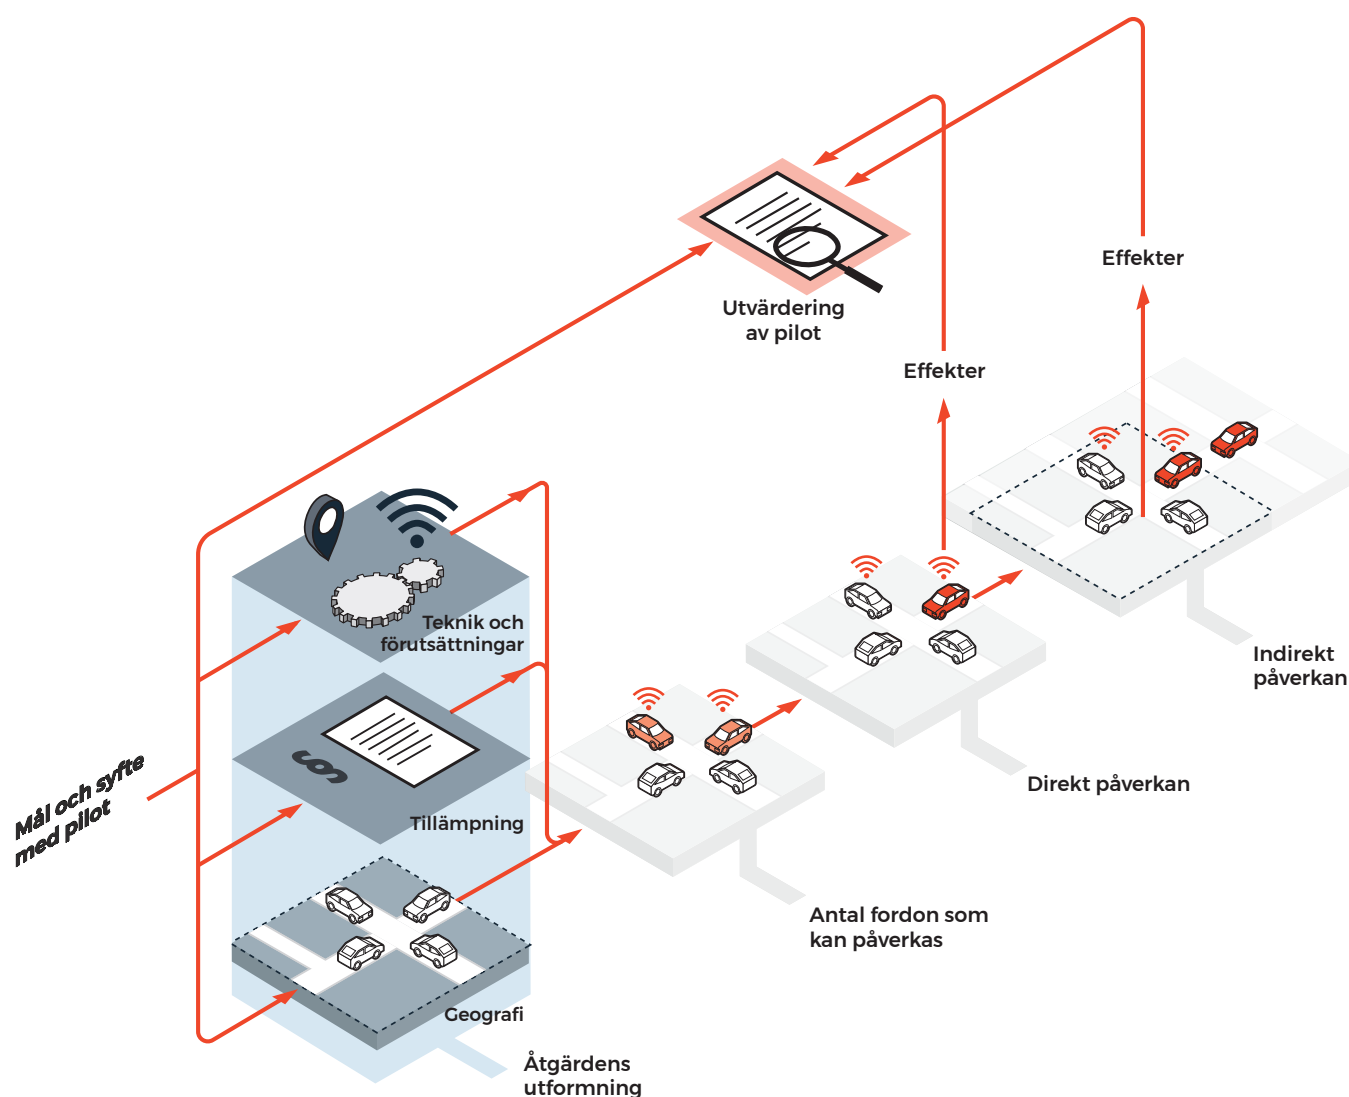 Effekter
Utvärdering
av pilot
Effekter
Teknik och
förutsättningar
Indirekt
påverkan
Mål och syfte
med pilot
Direkt påverkan
Tillämpning
Antal fordon som
kan påverkas
Geografi
Åtgärdens
utformning